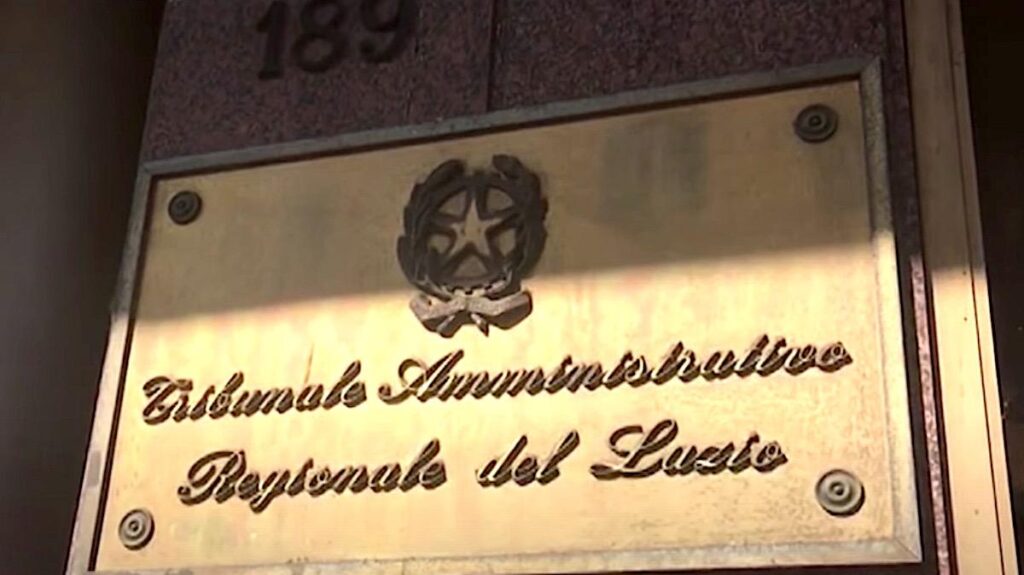 189
Tribunale Amministrativo
Regionale del Lazio